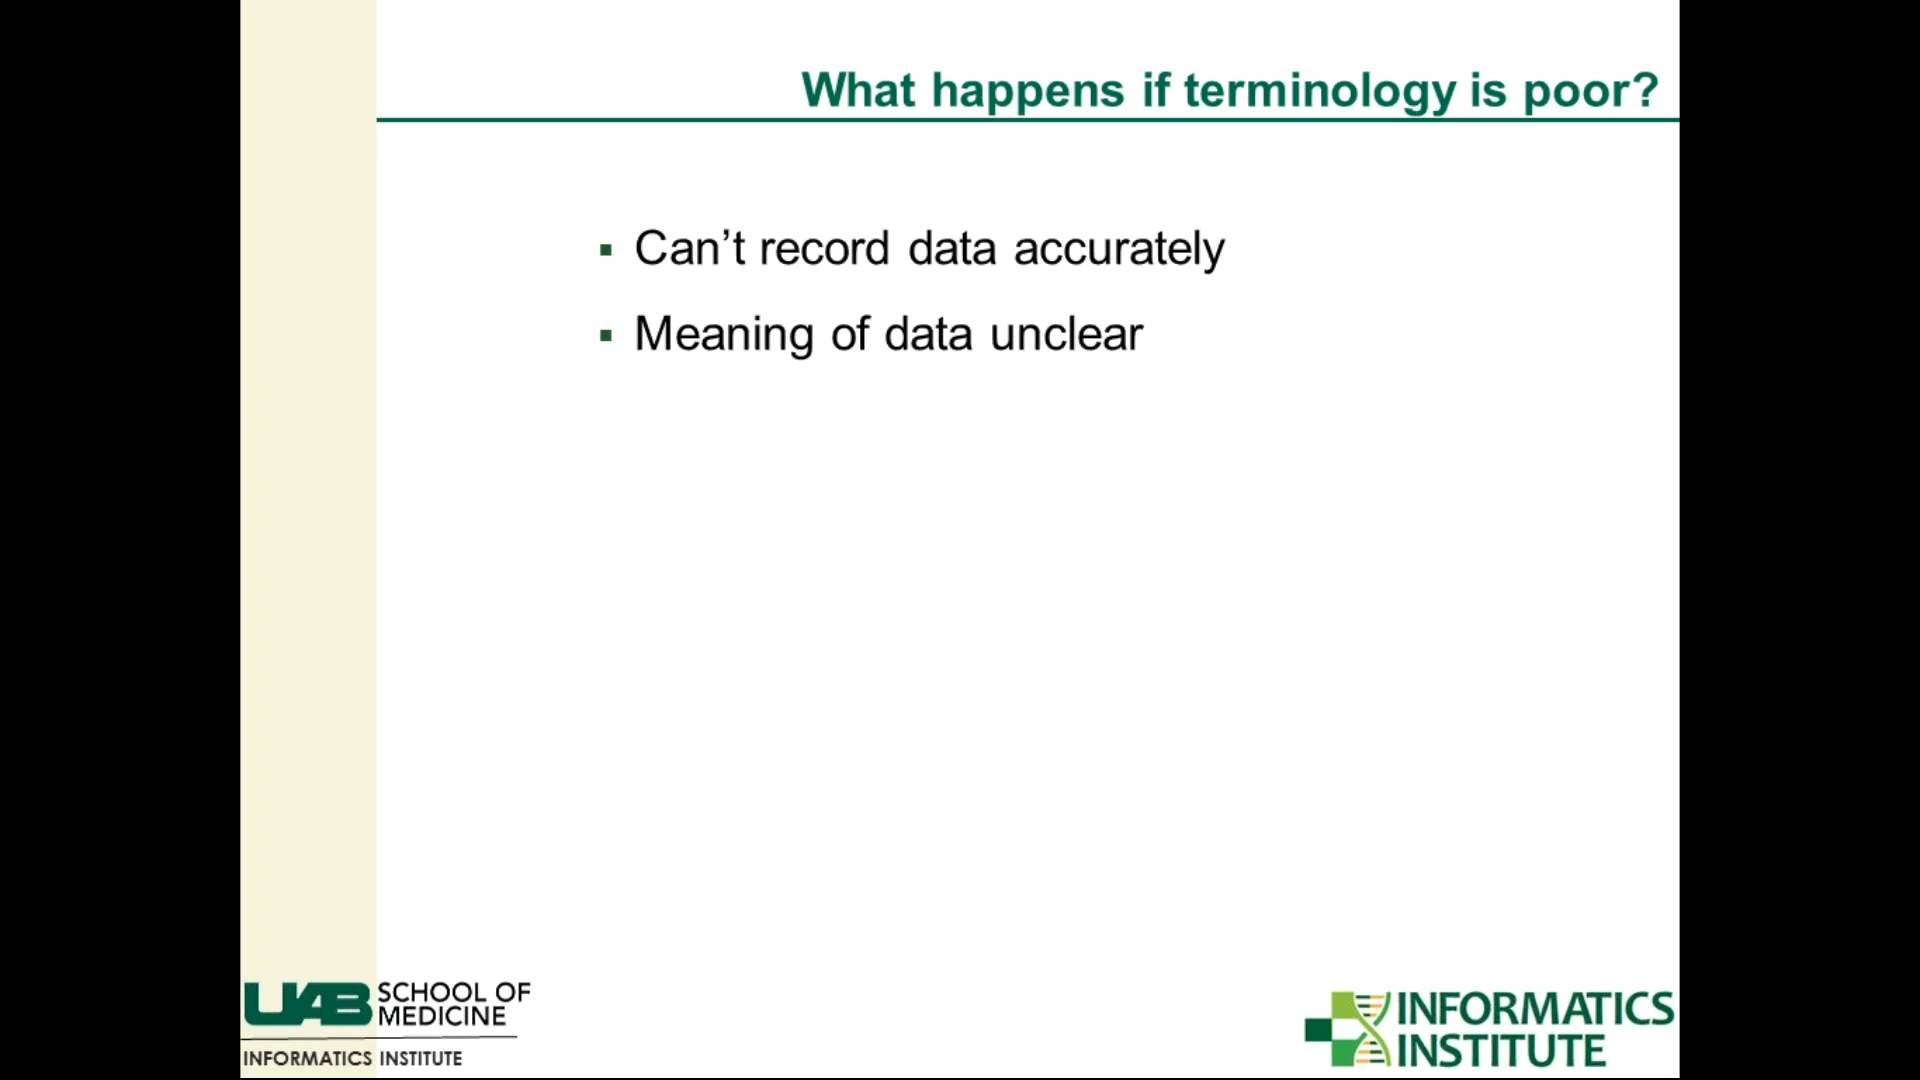 What happens if terminology is poor?
▪ Can’t record data accurately
▪ Meaning of data unclear
UAB SCHOOL OF
MEDICINE
INFORMATICS INSTITUTE
INFORMATICS
INSTITUTE